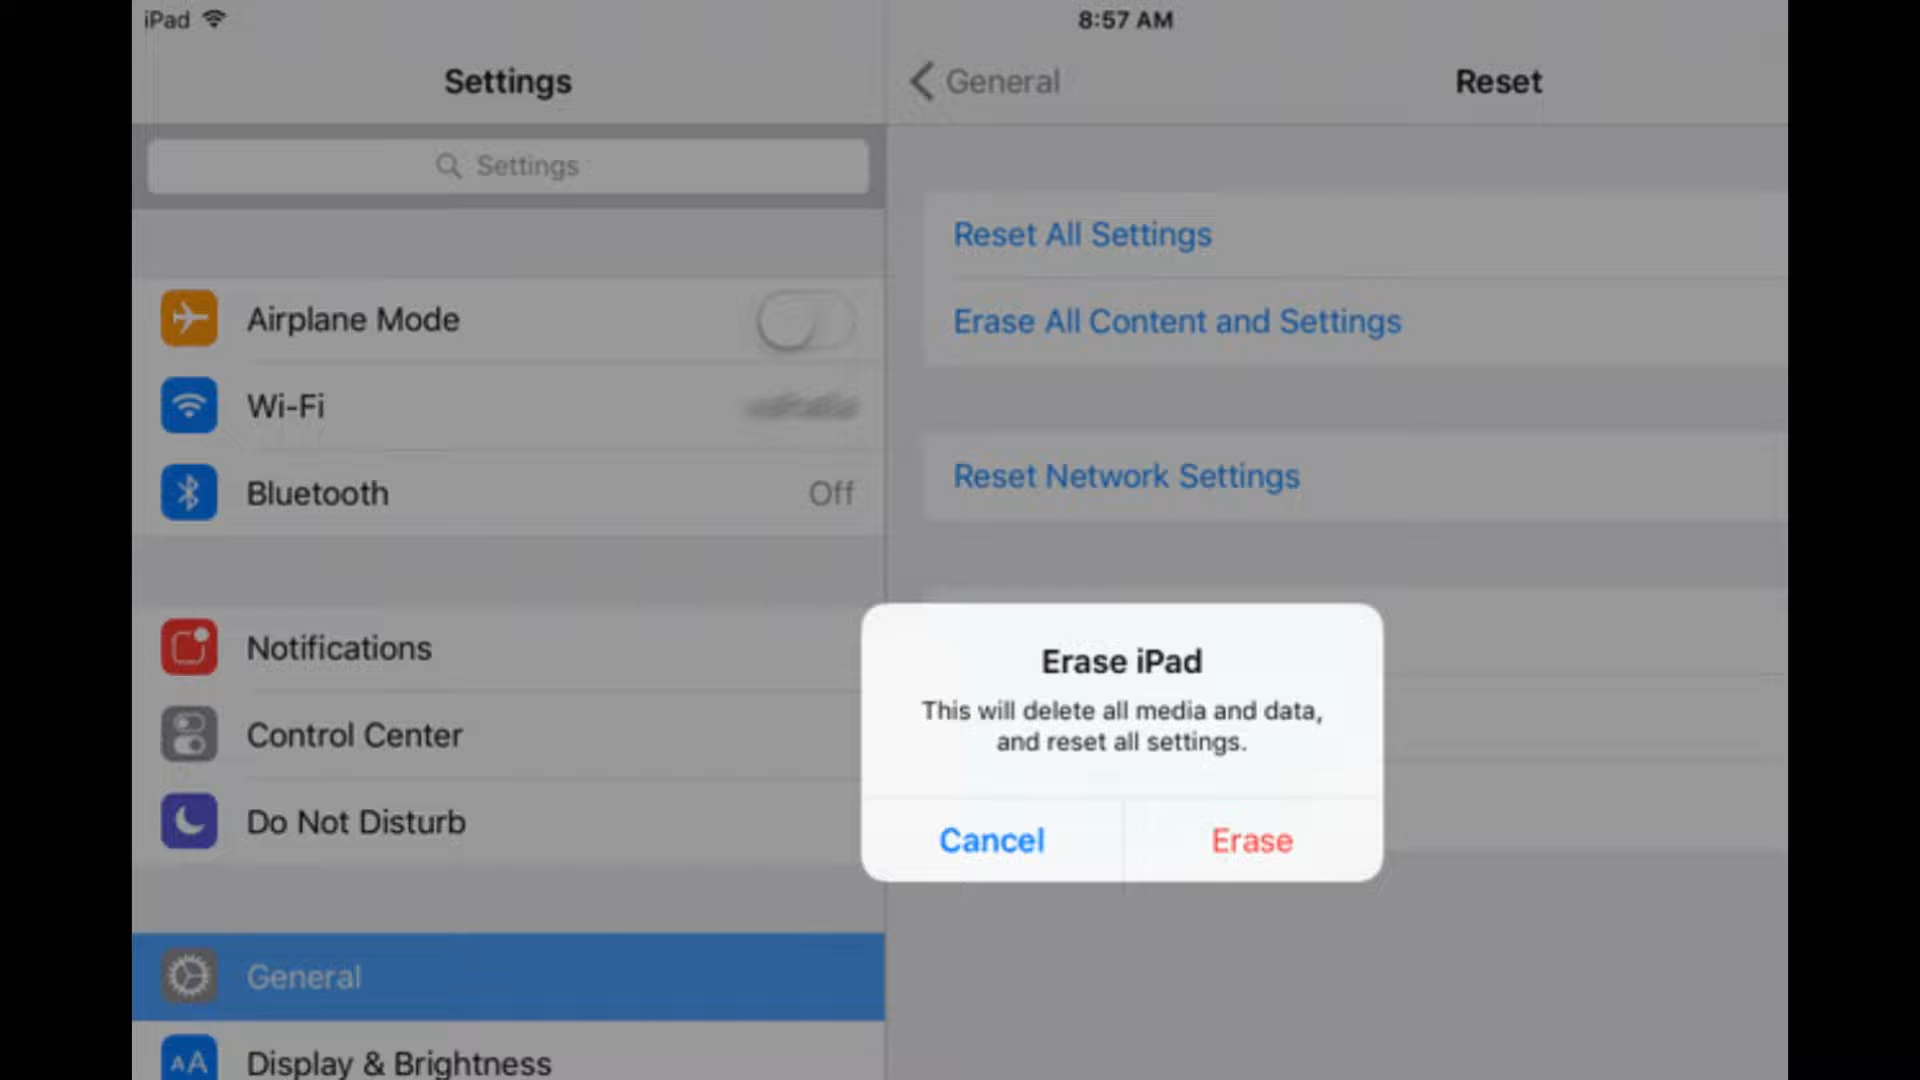 iPad
8:57 AM
Settings
General
Reset
Settings
Reset All Settings
Airplane Mode
Erase All Content and Settings
Wi-Fi
Reset Network Settings
Bluetooth
Off
Notifications
Erase iPad
This will delete all media and data,
and reset all settings.
Control Center
Do Not Disturb
Cancel
Erase
General
AA
Display & Brightness